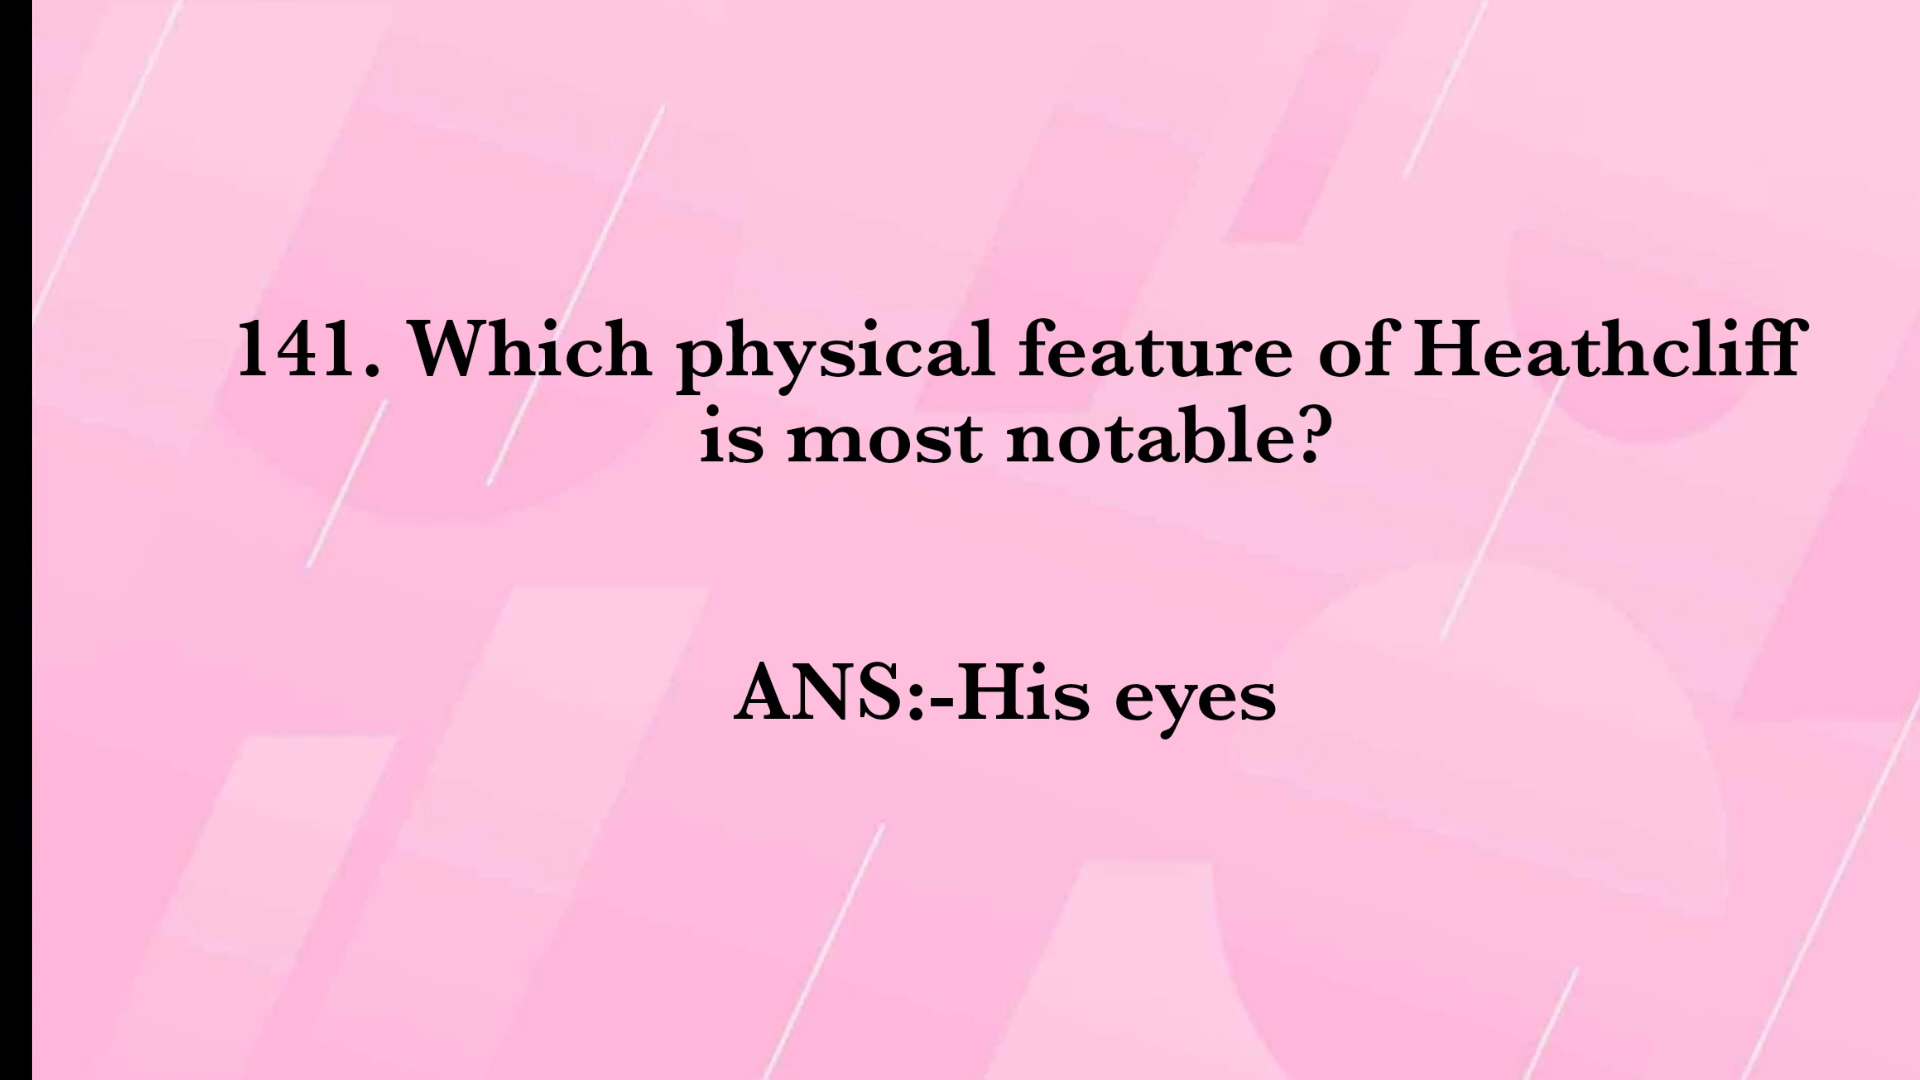 141. Which physical feature of Heathcliff
is most notable?
ANS:-His eyes